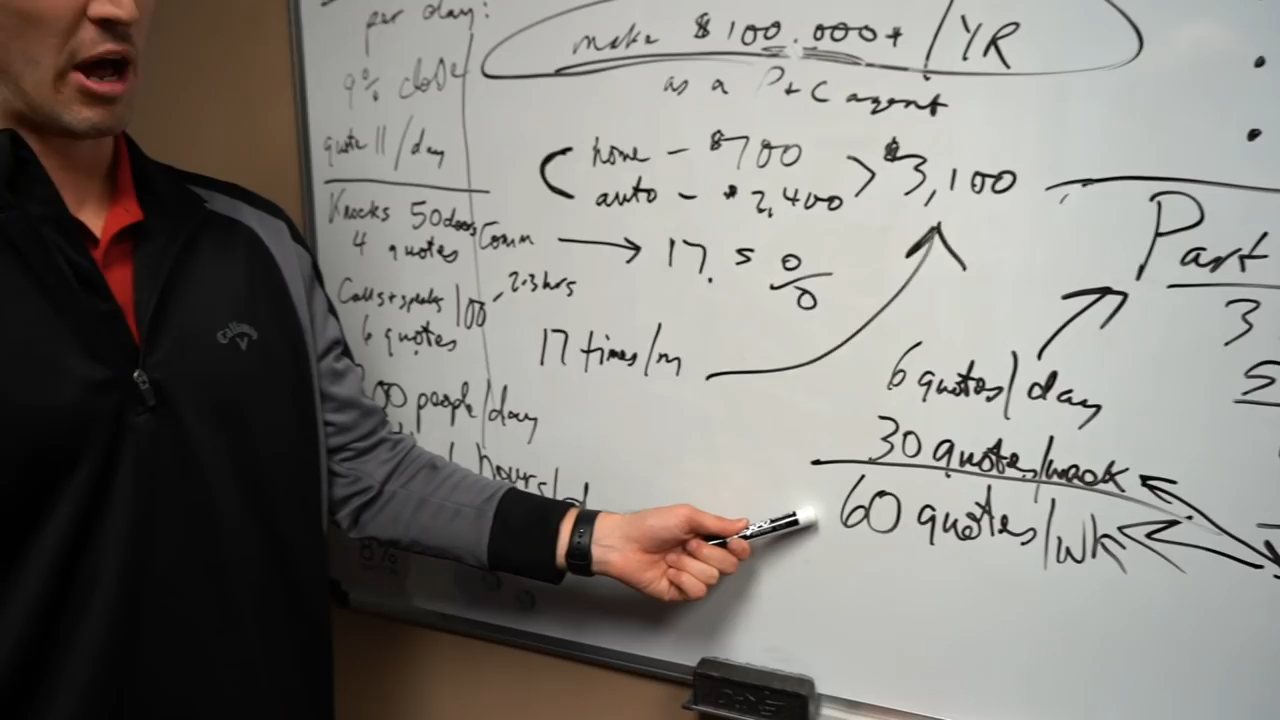 per day:
9% close
quote 11/day
Knocks 50 doors
4 quotes
Calls + speaks 100
6 quotes
people/day
hours/d
8%
make $100,000+ /YR
as a P+C agent
home - $700
auto - $2,400
$3,100
Comm → 17.5%
2-3 hrs
17 times/m
Part
3
5
6 quotes/day
30 quotes/week
60 quotes/wk
Callaway